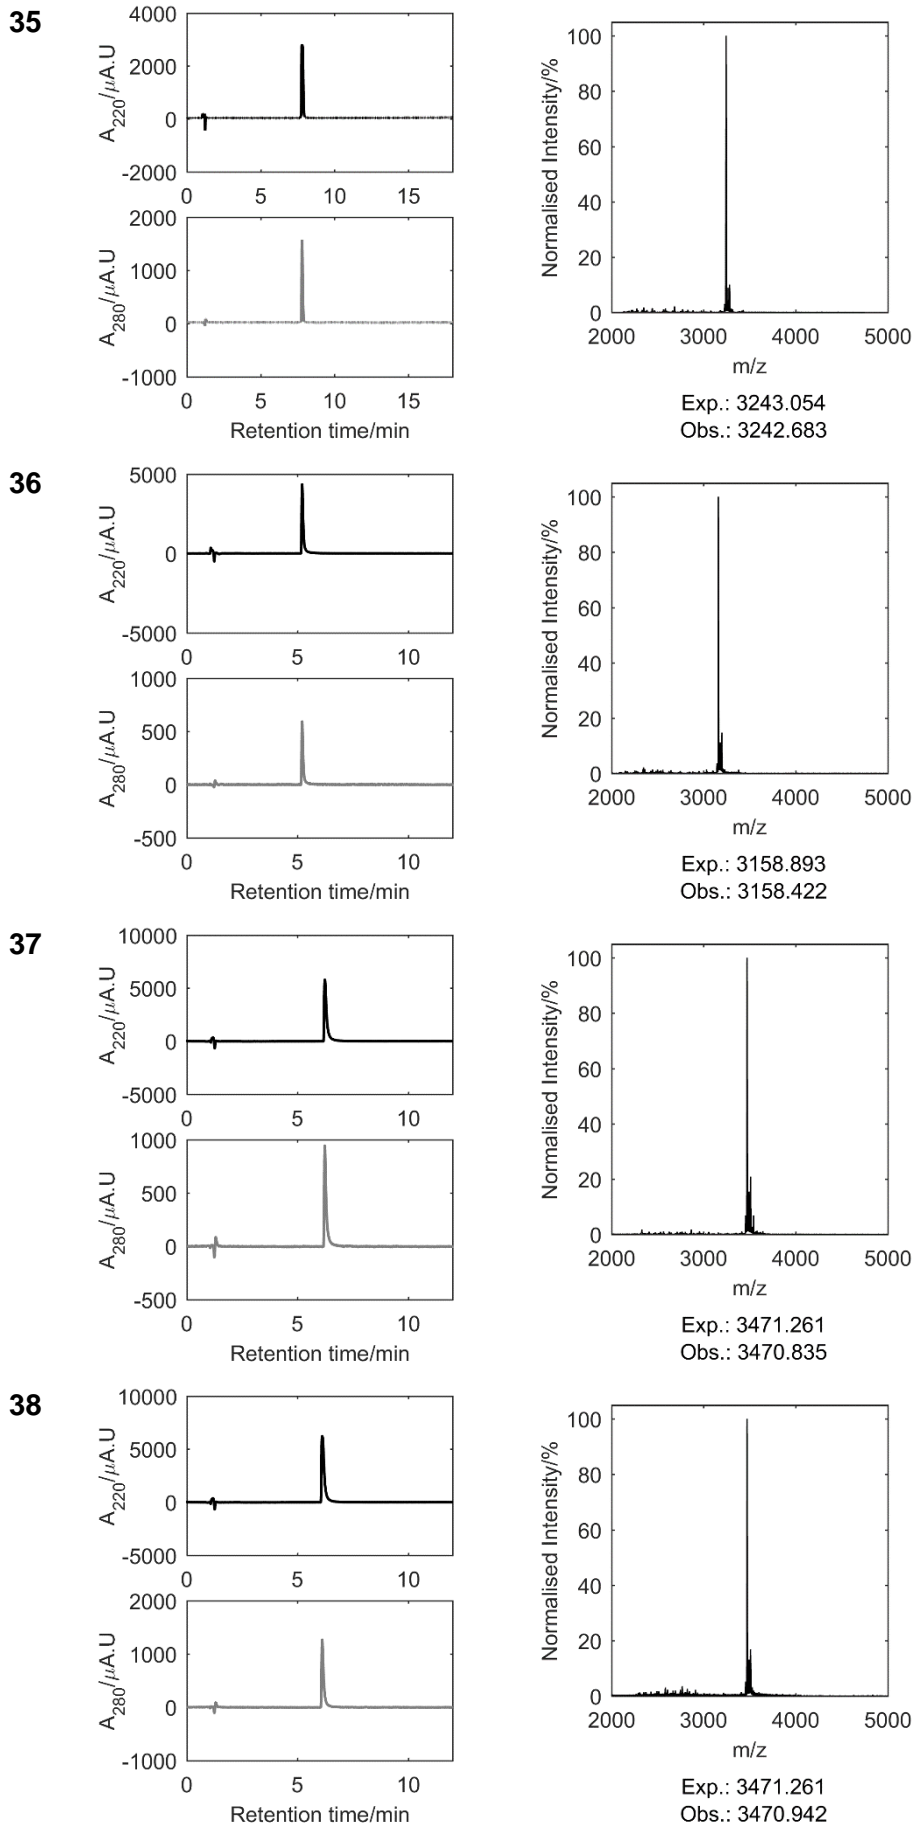 35
A220/μA.U
4000
2000
0
-2000
0 5 10 15
A280/μA.U
2000
1000
0
-1000
0 5 10 15
Retention time/min
Normalised Intensity/%
100
80
60
40
20
0
2000 3000 4000 5000
m/z
Exp.: 3243.054
Obs.: 3242.683
36
A220/μA.U
5000
0
-5000
0 5 10
A280/μA.U
1000
500
0
-500
0 5 10
Retention time/min
Normalised Intensity/%
100
80
60
40
20
0
2000 3000 4000 5000
m/z
Exp.: 3158.893
Obs.: 3158.422
37
A220/μA.U
10000
5000
0
-5000
0 5 10
A280/μA.U
1000
500
0
-500
0 5 10
Retention time/min
Normalised Intensity/%
100
80
60
40
20
0
2000 3000 4000 5000
m/z
Exp.: 3471.261
Obs.: 3470.835
38
A220/μA.U
10000
5000
0
-5000
0 5 10
A280/μA.U
2000
1000
0
-1000
0 5 10
Retention time/min
Normalised Intensity/%
100
80
60
40
20
0
2000 3000 4000 5000
m/z
Exp.: 3471.261
Obs.: 3470.942